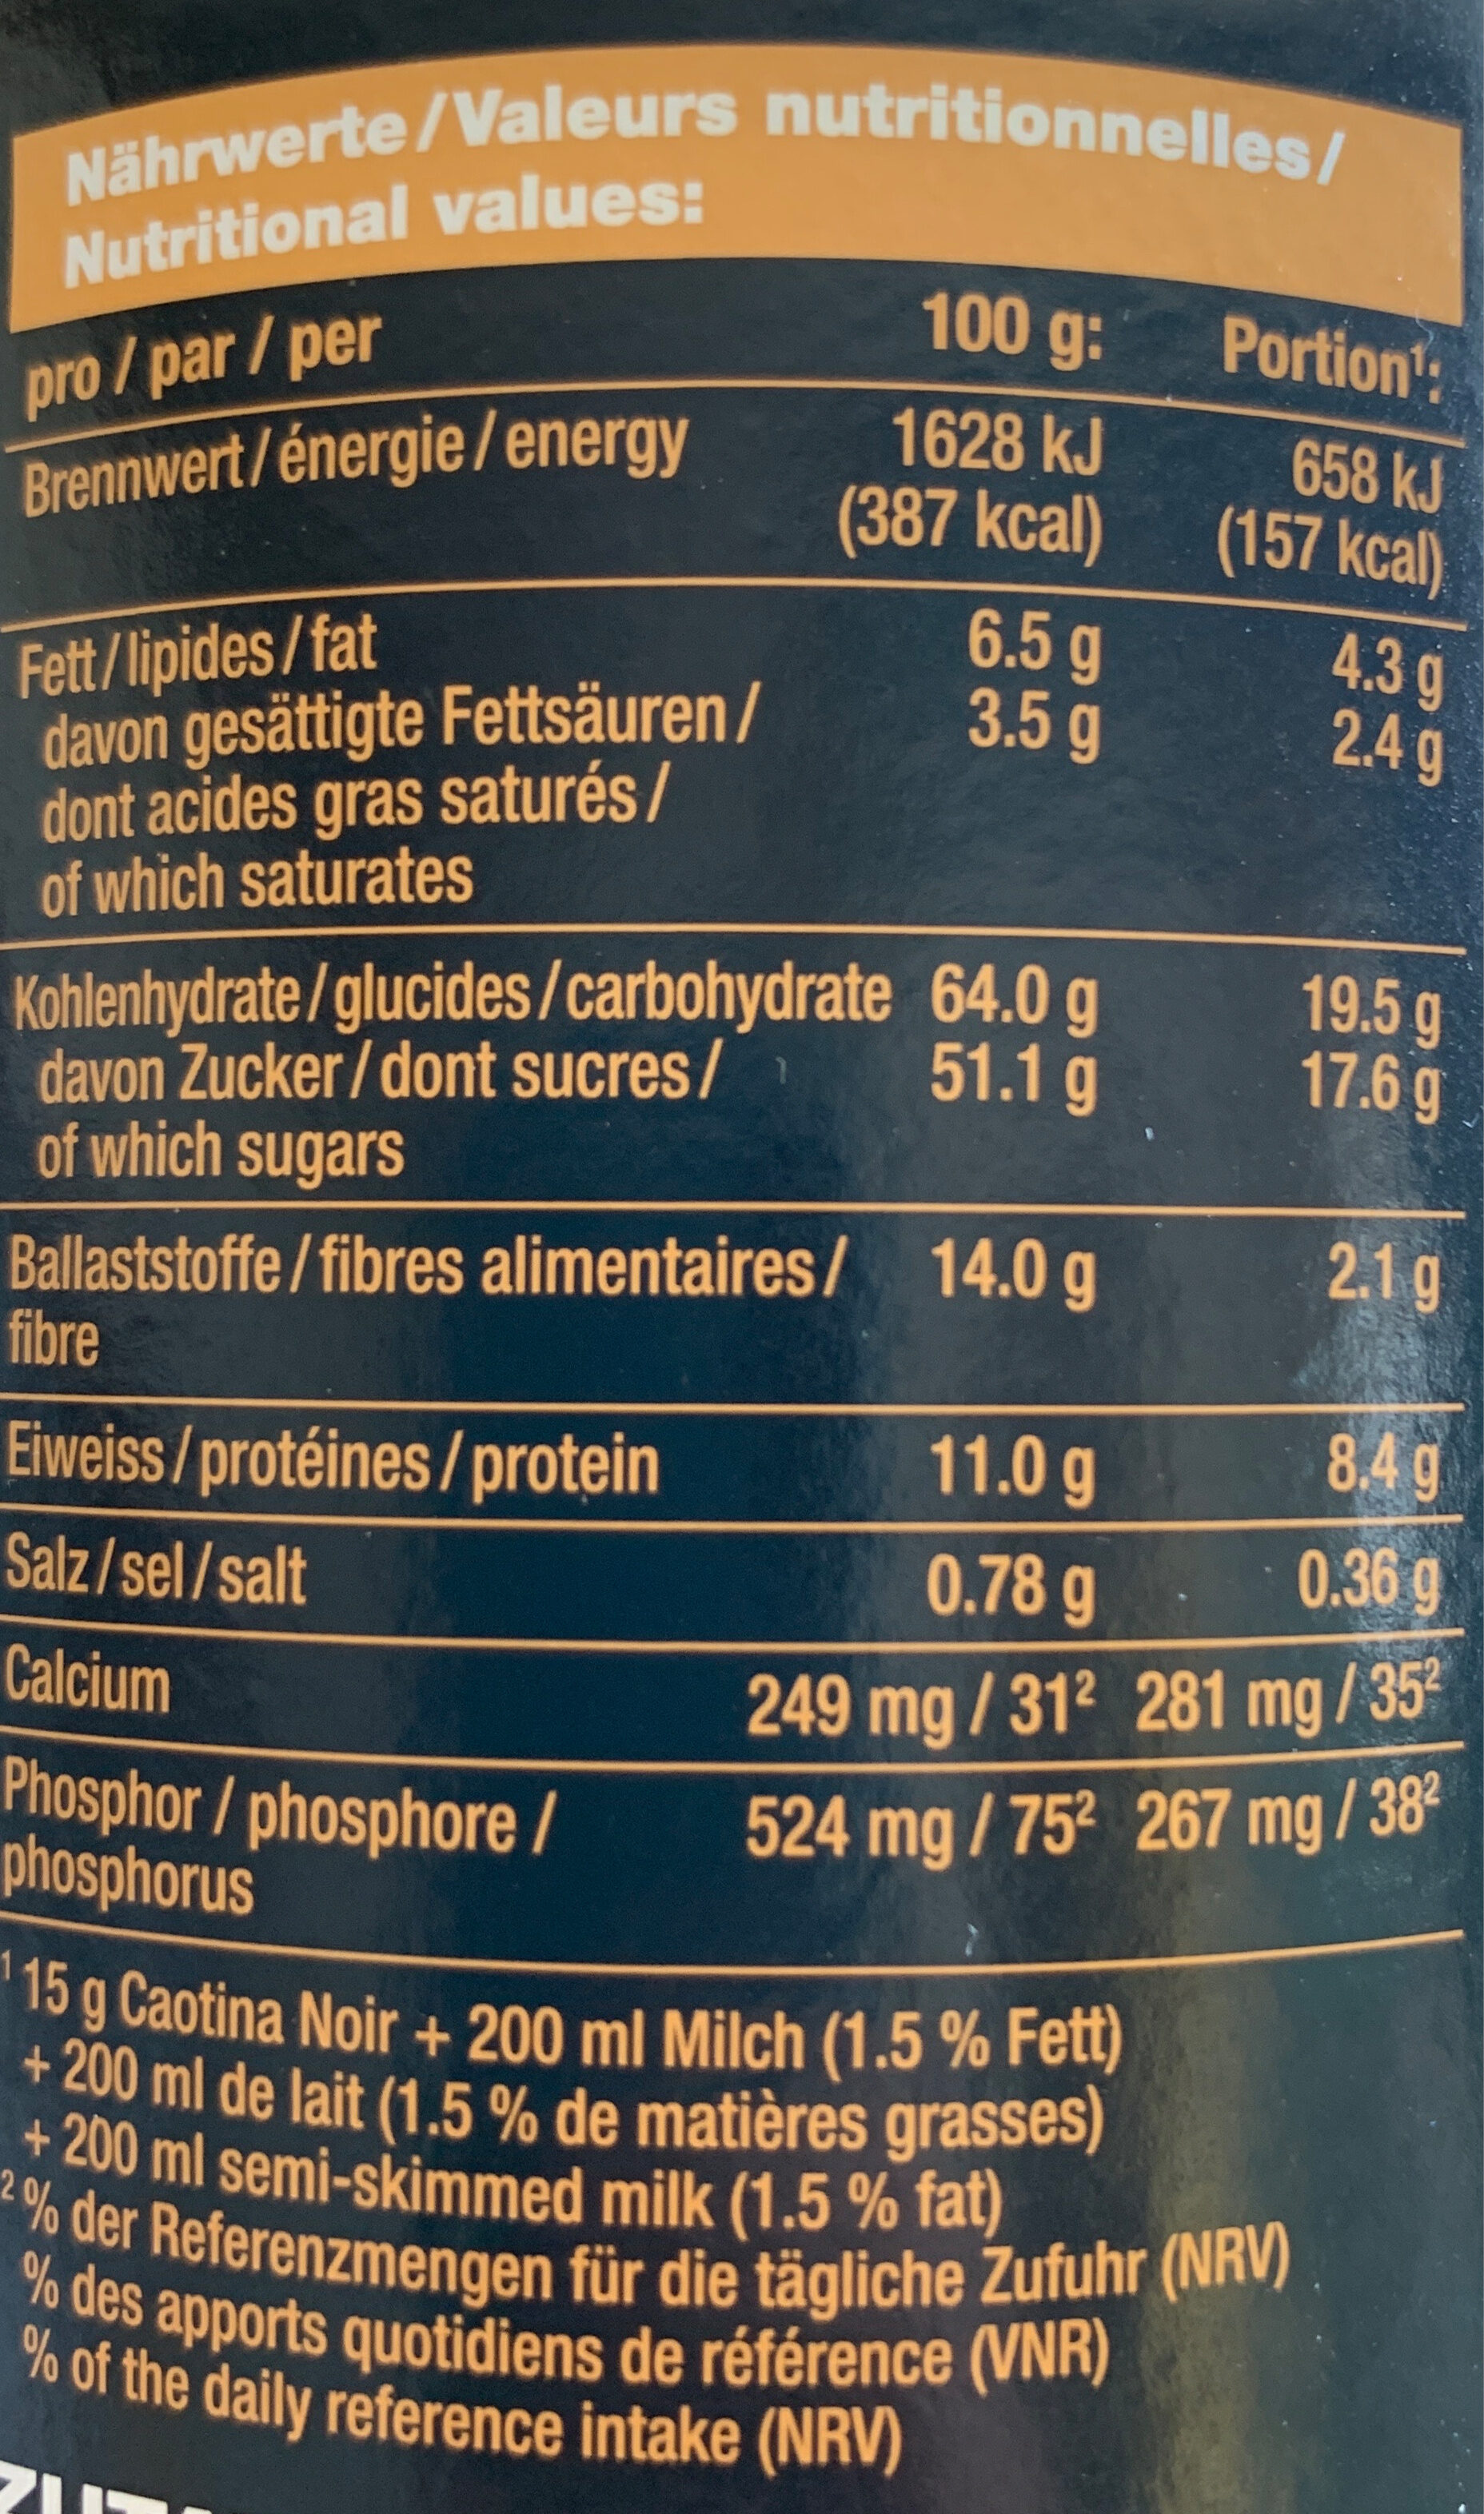 Nährwerte/Valeurs nutritionnelles/
Nutritional values:
pro / par / per 100 g: Portion¹:
Brennwert/énergie/energy 1628 kJ 658 kJ
(387 kcal) (157 kcal)
Fett/lipides/fat 6.5 g 4.3 g
davon gesättigte Fettsäuren/ 3.5 g 2.4 g
dont acides gras saturés/
of which saturates
Kohlenhydrate/glucides/carbohydrate 64.0 g 19.5 g
davon Zucker/dont sucres/ 51.1 g 17.6 g
of which sugars
Ballaststoffe/fibres alimentaires/ 14.0 g 2.1 g
fibre
Eiweiss/protéines/protein 11.0 g 8.4 g
Salz/sel/salt 0.78 g 0.36 g
Calcium 249 mg / 31² 281 mg / 35²
Phosphor / phosphore / 524 mg / 75² 267 mg / 38²
phosphorus
¹ 15 g Caotina Noir + 200 ml Milch (1.5 % Fett)
+ 200 ml de lait (1.5 % de matières grasses)
+ 200 ml semi-skimmed milk (1.5 % fat)
² % der Referenzmengen für die tägliche Zufuhr (NRV)
% des apports quotidiens de référence (VNR)
% of the daily reference intake (NRV)